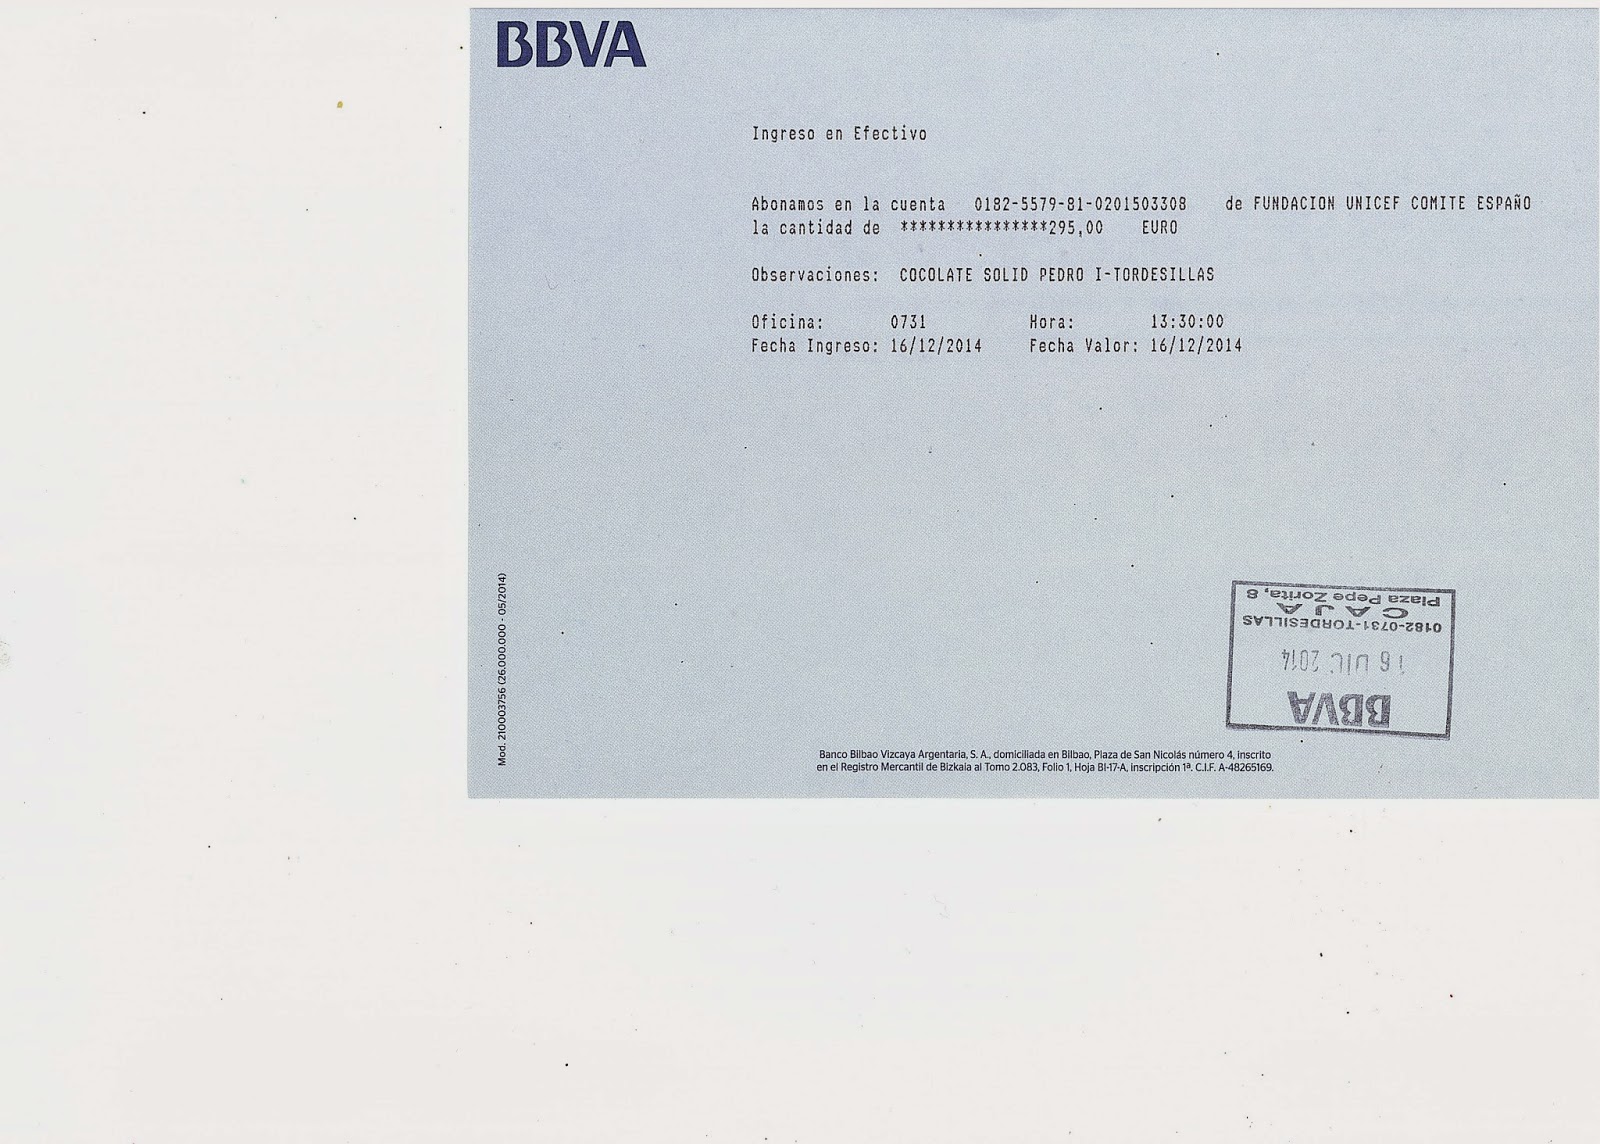 BBVA
Ingreso en Efectivo
Abonamos en la cuenta 0182-5579-81-0201503308 de FUNDACION UNICEF COMITE ESPAÑO
la cantidad de ****************295,00 EURO
Observaciones: COCOLATE SOLID PEDRO I-TORDESILLAS
Oficina: 0731 Hora: 13:30:00
Fecha Ingreso: 16/12/2014 Fecha Valor: 16/12/2014
Mod. 210003756 (26.000.000 - 05/2014)
BBVA
16 DIC 2014
0182-0731-TORDESILLAS
CAJA
Plaza Pepe Zorita, 8
Banco Bilbao Vizcaya Argentaria, S. A., domiciliada en Bilbao, Plaza de San Nicolás número 4, inscrito
en el Registro Mercantil de Bizkaia al Tomo 2.083, Folio 1, Hoja BI-17-A, inscripción 1ª. C.I.F. A-48265169.